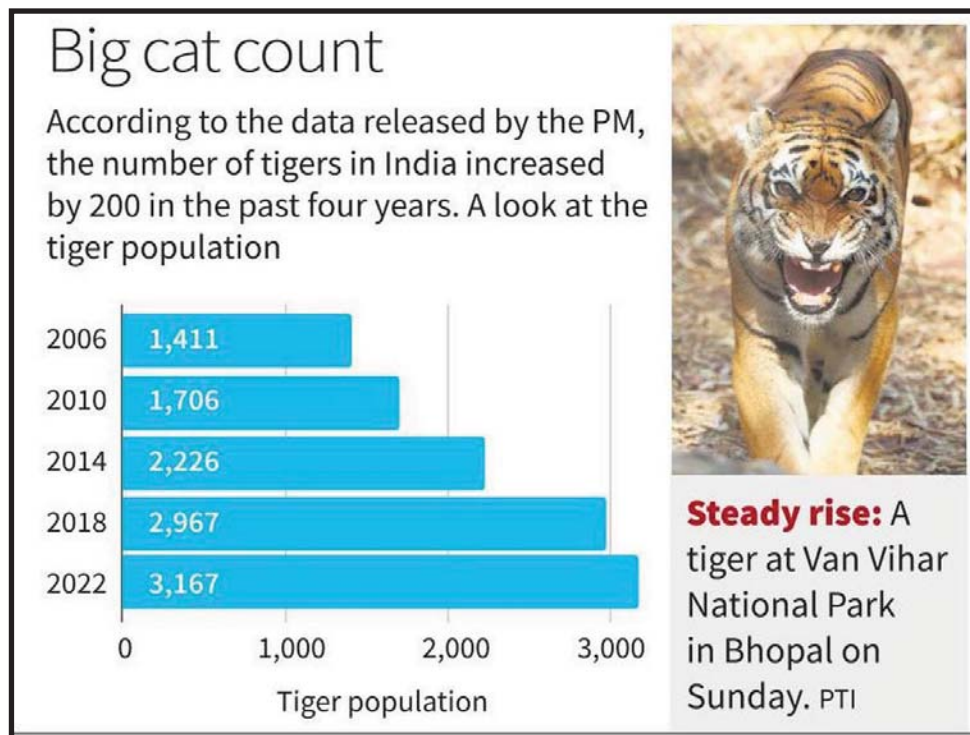 Big cat count
According to the data released by the PM,
the number of tigers in India increased
by 200 in the past four years. A look at the
tiger population
2006 1,411
2010 1,706
2014 2,226
2018 2,967
2022 3,167
0 1,000 2,000 3,000
Tiger population
Steady rise: A
tiger at Van Vihar
National Park
in Bhopal on
Sunday. PTI